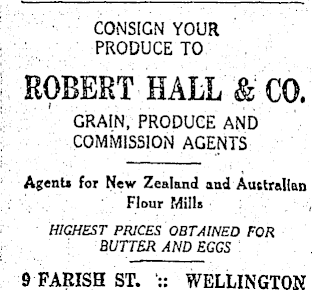 CONSIGN YOUR
PRODUCE TO
ROBERT HALL & CO.
GRAIN, PRODUCE AND
COMMISSION AGENTS
Agents for New Zealand and Australian
Flour Mills
HIGHEST PRICES OBTAINED FOR
BUTTER AND EGGS
9 FARISH ST. :: WELLINGTON